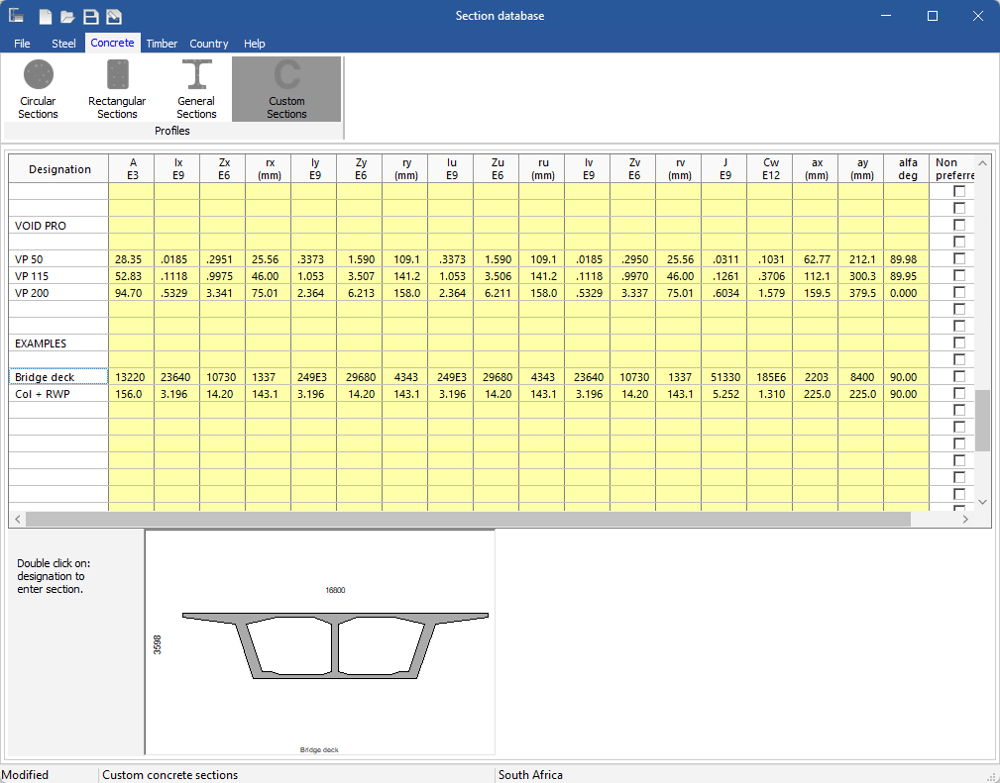 Section database
File Steel Concrete Timber Country Help
Circular Sections
Rectangular Sections
General Sections
C
Custom Sections
Profiles
Designation A E3 Ix E9 Zx E6 rx (mm) Iy E9 Zy E6 ry (mm) Iu E9 Zu E6 ru (mm) Iv E9 Zv E6 rv (mm) J E9 Cw E12 ax (mm) ay (mm) alfa deg Non preferre
VOID PRO
VP 50 28.35 .0185 .2951 25.56 .3373 1.590 109.1 .3373 1.590 109.1 .0185 .2950 25.56 .0311 .1031 62.77 212.1 89.98
VP 115 52.83 .1118 .9975 46.00 1.053 3.507 141.2 1.053 3.506 141.2 .1118 .9970 46.00 .1261 .3706 112.1 300.3 89.95
VP 200 94.70 .5329 3.341 75.01 2.364 6.213 158.0 2.364 6.211 158.0 .5329 3.337 75.01 .6034 1.579 159.5 379.5 0.000
EXAMPLES
Bridge deck 13220 23640 10730 1337 249E3 29680 4343 249E3 29680 4343 23640 10730 1337 51330 185E6 2203 8400 90.00
Col + RWP 156.0 3.196 14.20 143.1 3.196 14.20 143.1 3.196 14.20 143.1 3.196 14.20 143.1 5.252 1.310 225.0 225.0 90.00
Double click on:
designation to
enter section.
16800
3598
Bridge deck
Modified Custom concrete sections South Africa